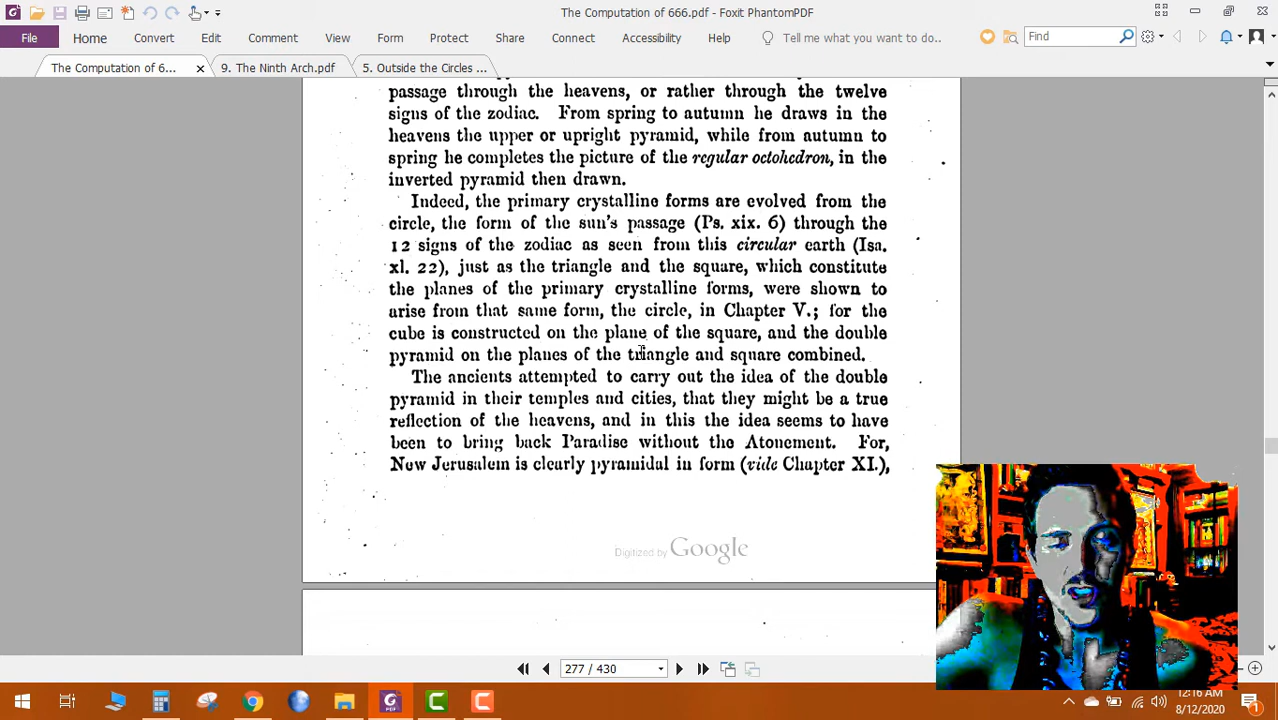 The Computation of 666.pdf - Foxit PhantomPDF
File Home Convert Edit Comment View Form Protect Share Connect Accessibility Help Tell me what you want to do.. Find
The Computation of 6... 9. The Ninth Arch.pdf 5. Outside the Circles ...
passage through the heavens, or rather through the twelve
signs of the zodiac. From spring to autumn he draws in the
heavens the upper or upright pyramid, while from autumn to
spring he completes the picture of the regular octohedron, in the
inverted pyramid then drawn.
Indeed, the primary crystalline forms are evolved from the
circle, the form of the sun's passage (Ps. xix. 6) through the
12 signs of the zodiac as seen from this circular earth (Isa.
xl. 22), just as the triangle and the square, which constitute
the planes of the primary crystalline forms, were shown to
arise from that same form, the circle, in Chapter V.; for the
cube is constructed on the plane of the square, and the double
pyramid on the planes of the triangle and square combined.
The ancients attempted to carry out the idea of the double
pyramid in their temples and cities, that they might be a true
reflection of the heavens, and in this the idea seems to have
been to bring back Paradise without the Atonement. For,
New Jerusalem is clearly pyramidal in form (vide Chapter XI.),
Digitized by Google
277 / 430
12:16 AM
8/12/2020